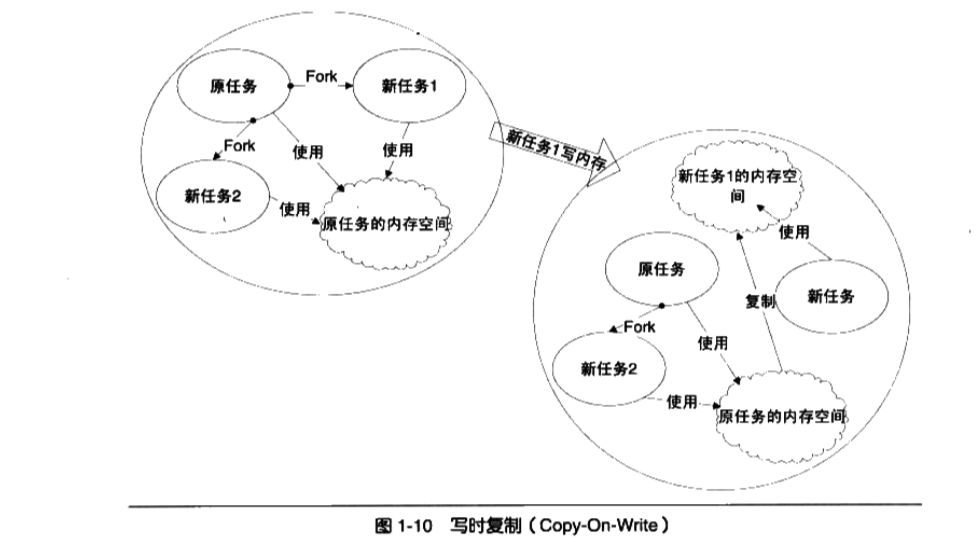 原任务
Fork
新任务1
Fork
使用
使用
新任务2
使用
原任务的内存空间
新任务1写内存
新任务1的内存空
间
使用
原任务
新任务
复制
Fork
使用
新任务2
使用
原任务的内存空间
图 1-10 写时复制（Copy-On-Write）